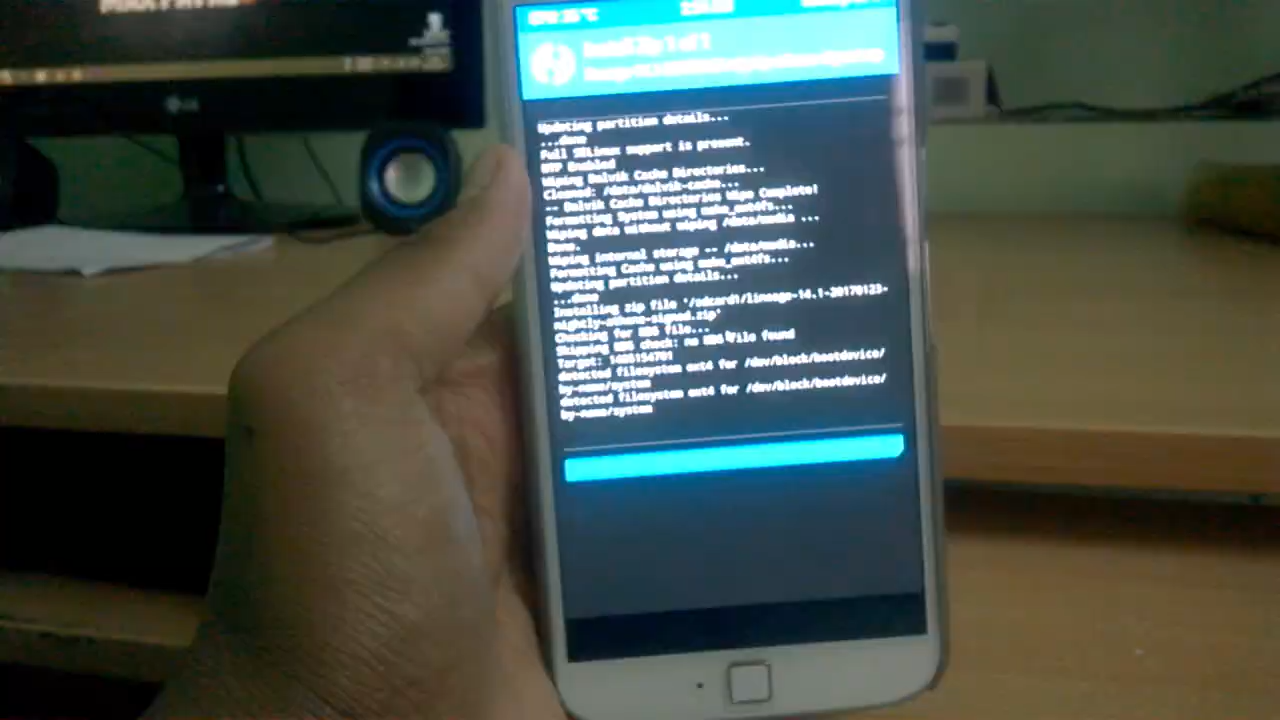 Updating partition details...
...done
Full SELinux support is present.
MTP Enabled
Wiping Dalvik Cache Directories...
Cleaned: /data/dalvik-cache...
-- Dalvik Cache Directories Wipe Complete!
Formatting System using make_ext4fs...
Wiping data without wiping /data/media ...
Done.
Wiping internal storage -- /data/media...
Formatting Cache using make_ext4fs...
Updating partition details...
...done
Installing zip file '/sdcard1/lineage-14.1-20170123-
nightly-athene-signed.zip'
Checking for MD5 file...
Skipping MD5 check: no MD5 file found
Target: 1485154701
detected filesystem ext4 for /dev/block/bootdevice/
by-name/system
detected filesystem ext4 for /dev/block/bootdevice/
by-name/system
LG